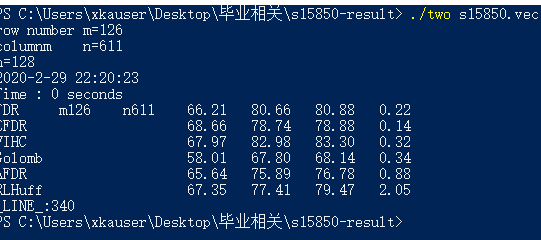 PS C:\Users\xkauser\Desktop\毕业相关\s15850-result> ./two s15850.vec
row number m=126
columnm n=611
n=128
2020-2-29 22:20:23
Time : 0 seconds
FDR m126 n611 66.21 80.66 80.88 0.22
EFDR 68.66 78.74 78.88 0.14
VIHC 67.97 82.98 83.30 0.32
Golomb 58.01 67.80 68.14 0.34
AFDR 65.64 75.89 76.78 0.88
RLHuff 67.35 77.41 79.47 2.05
_LINE_:340
PS C:\Users\xkauser\Desktop\毕业相关\s15850-result>